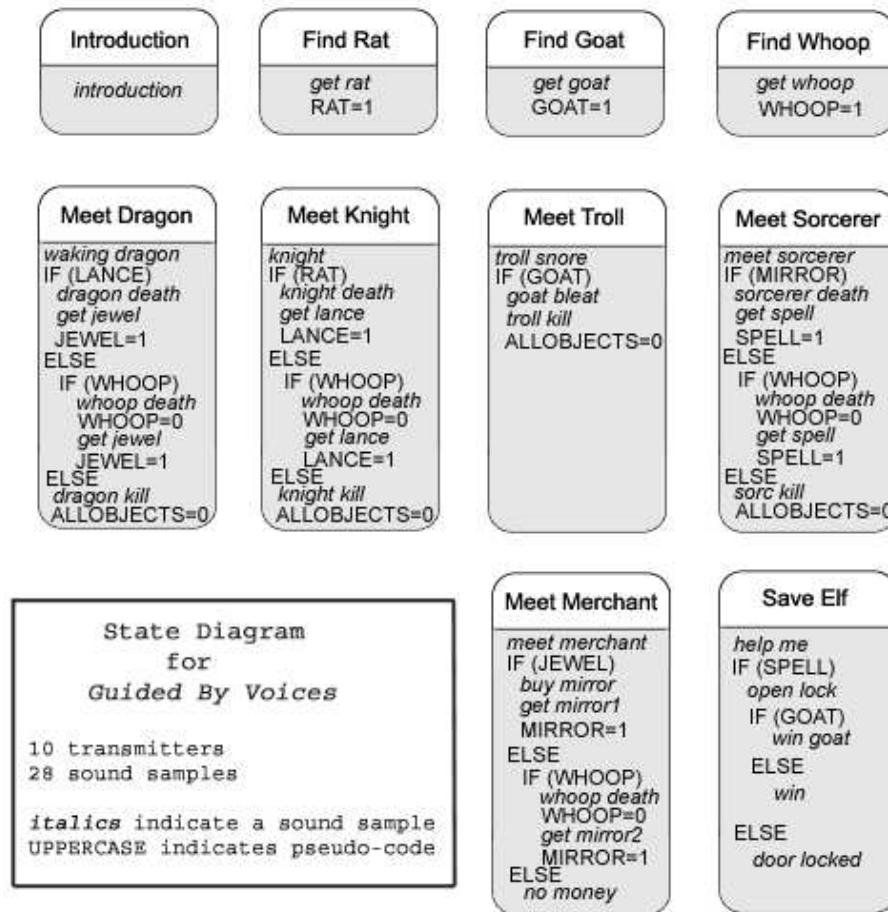 Introduction
introduction
Find Rat
get rat
RAT=1
Find Goat
get goat
GOAT=1
Find Whoop
get whoop
WHOOP=1
Meet Dragon
waking dragon
IF (LANCE)
dragon death
get jewel
JEWEL=1
ELSE
IF (WHOOP)
whoop death
WHOOP=0
get jewel
JEWEL=1
ELSE
dragon kill
ALLOBJECTS=0
Meet Knight
knight
IF (RAT)
knight death
get lance
LANCE=1
ELSE
IF (WHOOP)
whoop death
WHOOP=0
get lance
LANCE=1
ELSE
knight kill
ALLOBJECTS=0
Meet Troll
troll snore
IF (GOAT)
goat bleat
troll kill
ALLOBJECTS=0
Meet Sorcerer
meet sorcerer
IF (MIRROR)
sorcerer death
get spell
SPELL=1
ELSE
IF (WHOOP)
whoop death
WHOOP=0
get spell
SPELL=1
ELSE
sorc kill
ALLOBJECTS=0
State Diagram
for
Guided By Voices
10 transmitters
28 sound samples
italics indicate a sound sample
UPPERCASE indicates pseudo-code
Meet Merchant
meet merchant
IF (JEWEL)
buy mirror
get mirror1
MIRROR=1
ELSE
IF (WHOOP)
whoop death
WHOOP=0
get mirror2
MIRROR=1
ELSE
no money
Save Elf
help me
IF (SPELL)
open lock
IF (GOAT)
win goat
ELSE
win
ELSE
door locked